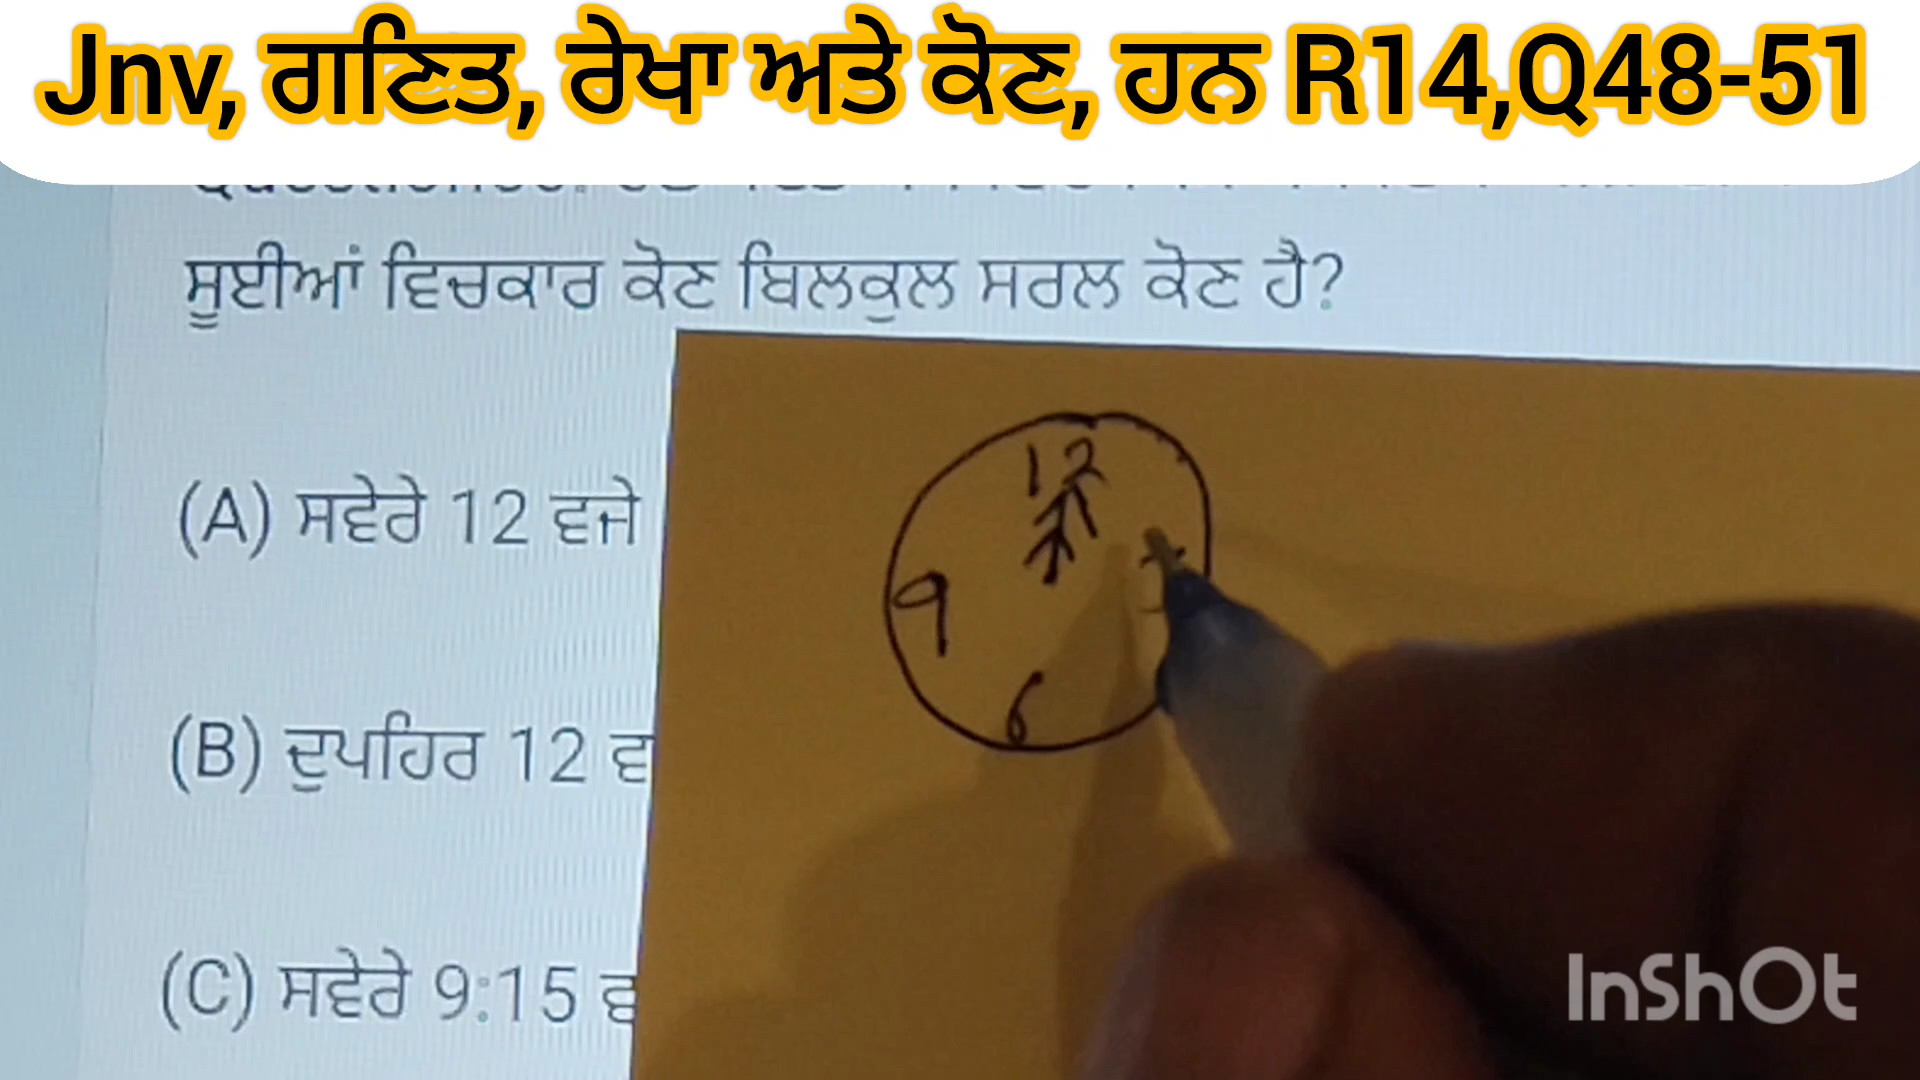 Jnv, ਗਣਿਤ, ਰੇਖਾ ਅਤੇ ਕੋਣ, ਹਨ R14,Q48-51
ਸੂਈਆਂ ਵਿਚਕਾਰ ਕੋਣ ਬਿਲਕੁਲ ਸਰਲ ਕੋਣ ਹੈ?
12
(A) ਸਵੇਰੇ 12 ਵਜੇ
9
6
(B) ਦੁਪਹਿਰ 12 ਵ
(C) ਸਵੇਰੇ 9:15 ਵ
InShOt